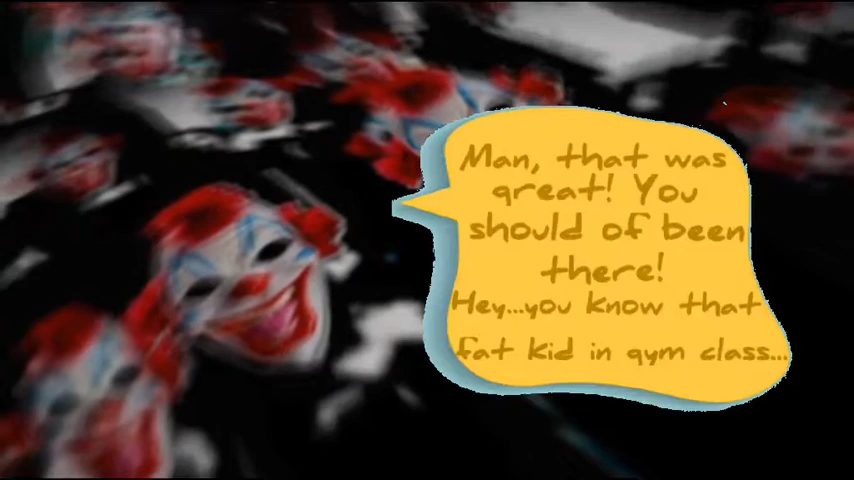 Man, that was
great! You
should of been
there!
Hey...you know that
fat kid in gym class...